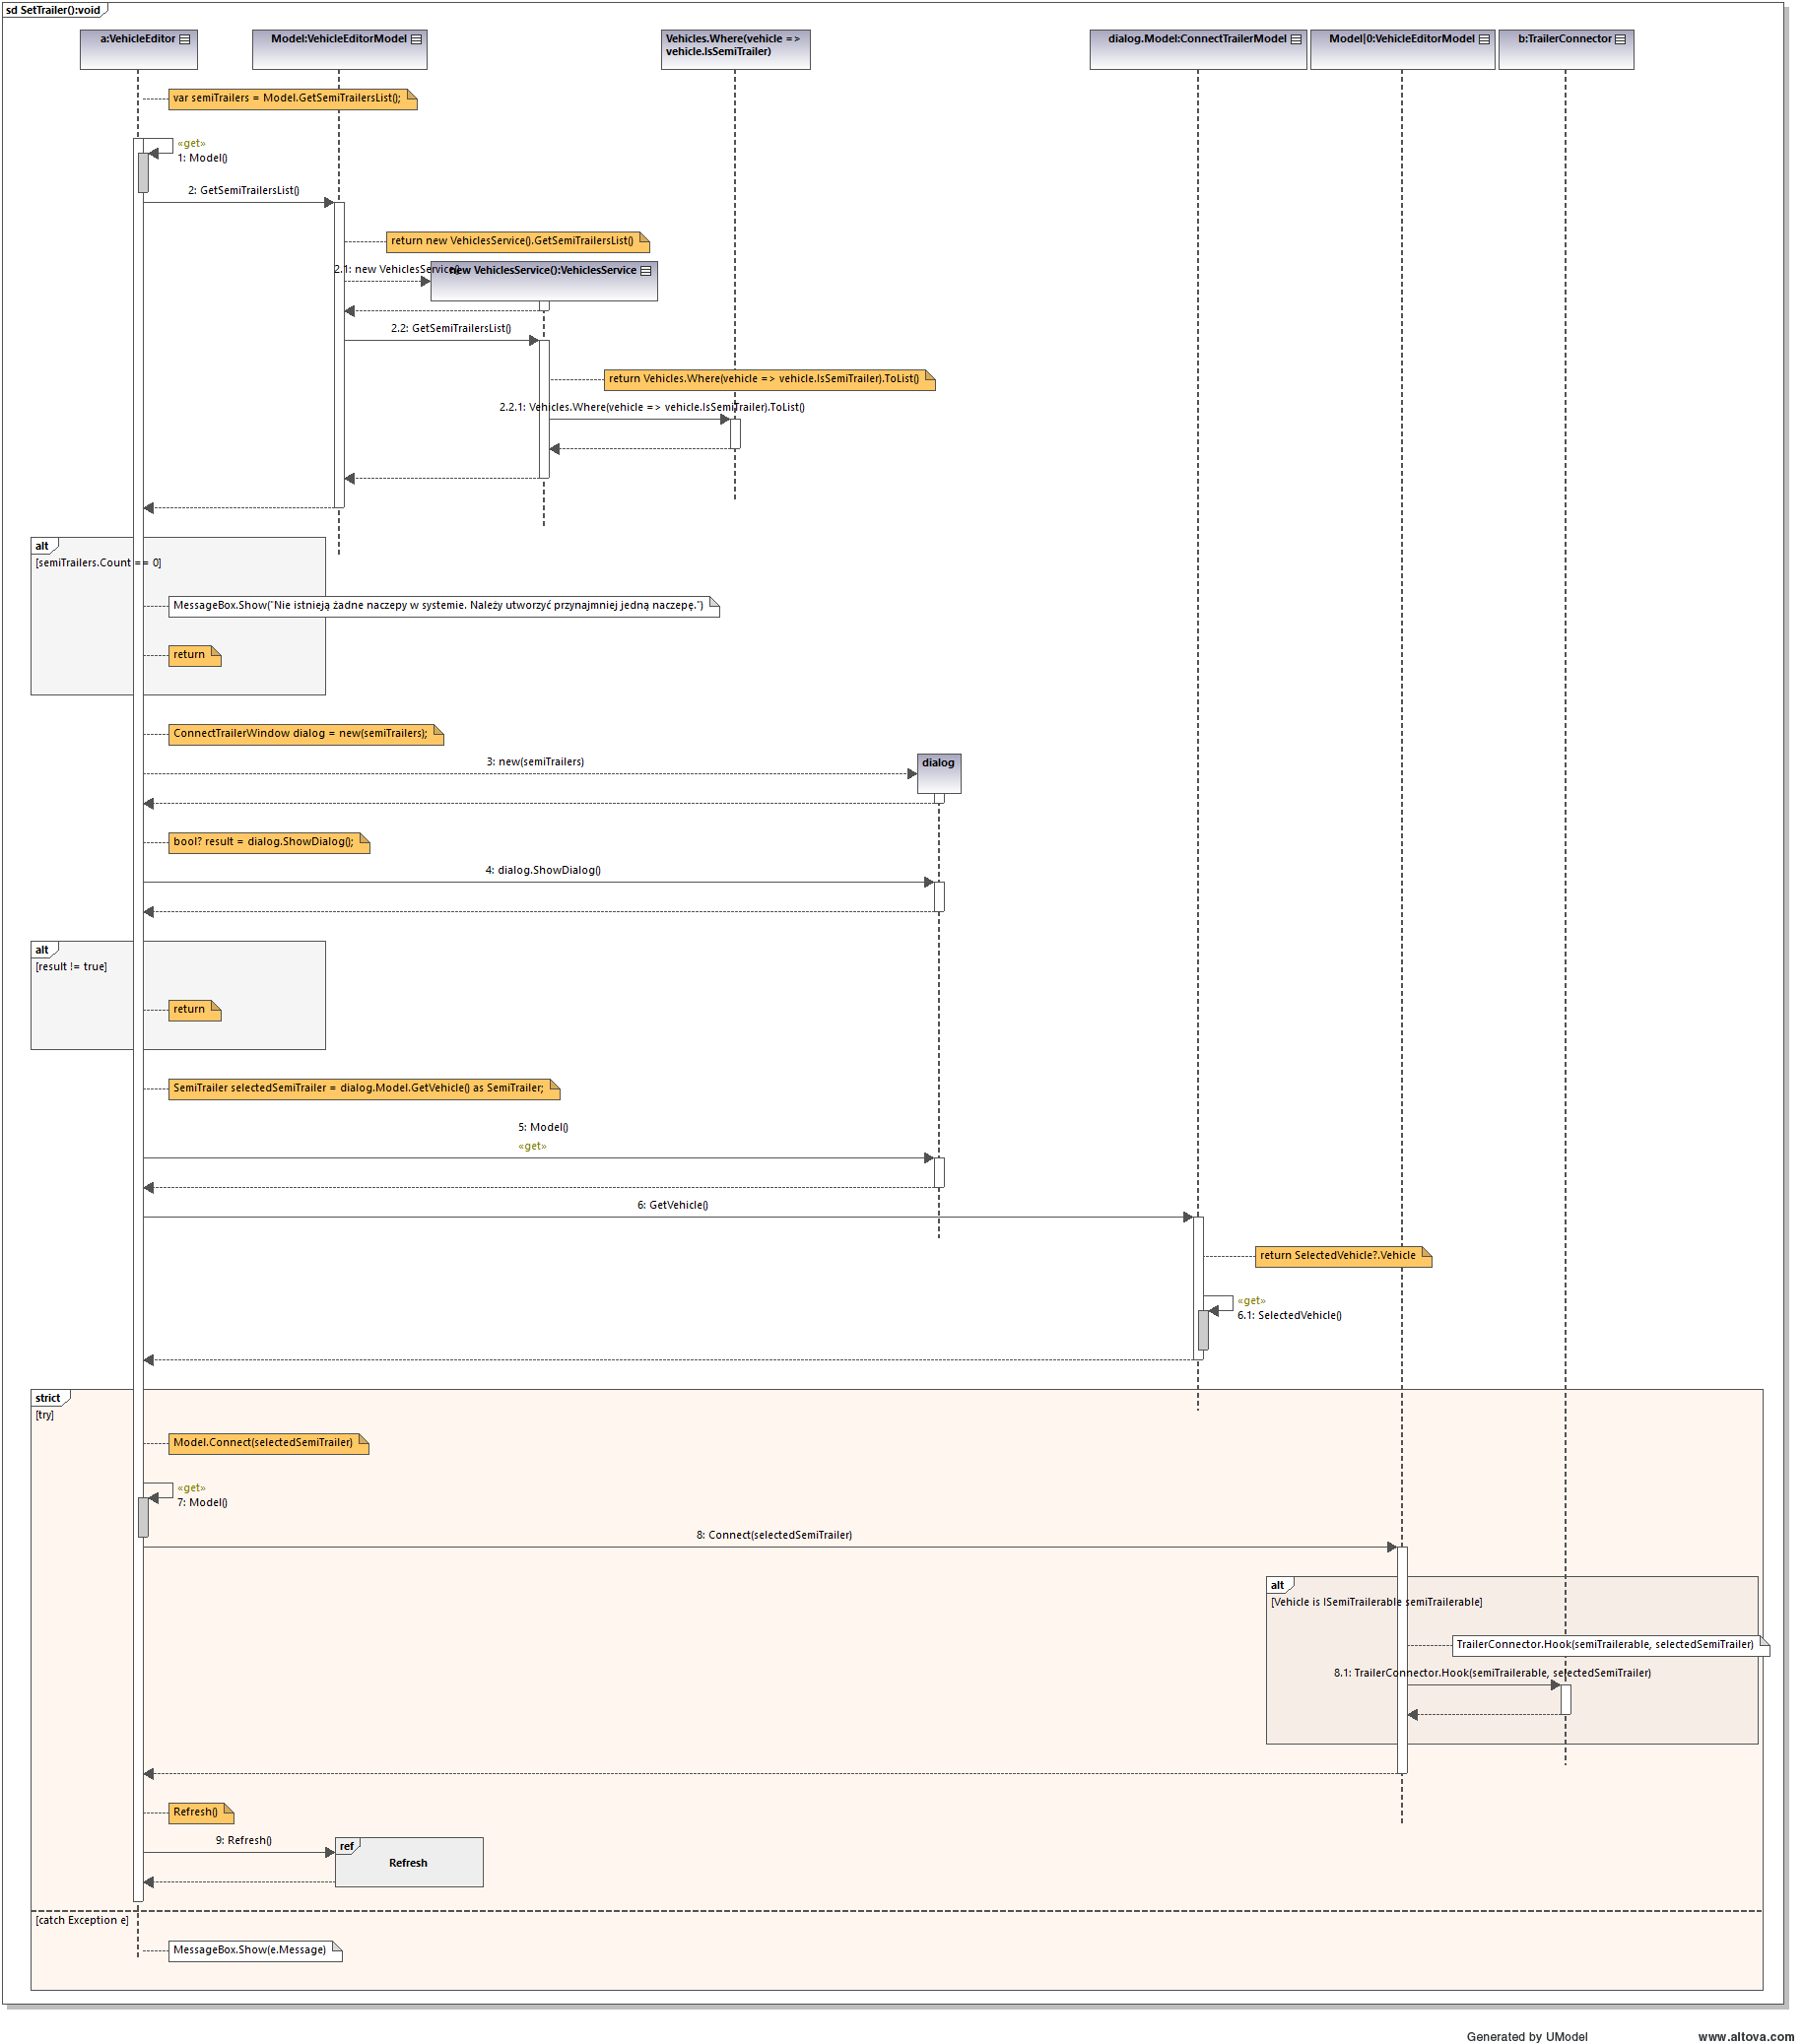 sd SetTrailer():void
a:VehicleEditor
Model:VehicleEditorModel
Vehicles.Where(vehicle =>
vehicle.IsSemiTrailer)
dialog.Model:ConnectTrailerModel
Model|0:VehicleEditorModel
b:TrailerConnector
var semiTrailers = Model.GetSemiTrailersList();
«get»
1: Model()
2: GetSemiTrailersList()
return new VehiclesService().GetSemiTrailersList()
2.1: new VehiclesService()
new VehiclesService():VehiclesService
2.2: GetSemiTrailersList()
return Vehicles.Where(vehicle => vehicle.IsSemiTrailer).ToList()
2.2.1: Vehicles.Where(vehicle => vehicle.IsSemiTrailer).ToList()
alt
[semiTrailers.Count == 0]
MessageBox.Show("Nie istnieją żadne naczepy w systemie. Należy utworzyć przynajmniej jedną naczepę.")
return
ConnectTrailerWindow dialog = new(semiTrailers);
3: new(semiTrailers)
dialog
bool? result = dialog.ShowDialog();
4: dialog.ShowDialog()
alt
[result != true]
return
SemiTrailer selectedSemiTrailer = dialog.Model.GetVehicle() as SemiTrailer;
5: Model()
«get»
6: GetVehicle()
return SelectedVehicle?.Vehicle
«get»
6.1: SelectedVehicle()
strict
[try]
Model.Connect(selectedSemiTrailer)
«get»
7: Model()
8: Connect(selectedSemiTrailer)
alt
[Vehicle is ISemiTrailerable semiTrailerable]
TrailerConnector.Hook(semiTrailerable, selectedSemiTrailer)
8.1: TrailerConnector.Hook(semiTrailerable, selectedSemiTrailer)
Refresh()
9: Refresh()
ref
Refresh
[catch Exception e]
MessageBox.Show(e.Message)
Generated by UModel
www.altova.com